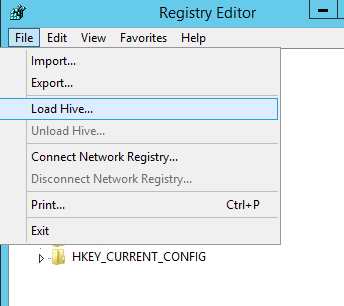 Registry Editor
File Edit View Favorites Help
Import...
Export...
Load Hive...
Unload Hive...
Connect Network Registry...
Disconnect Network Registry...
Print... Ctrl+P
Exit
HKEY_CURRENT_CONFIG